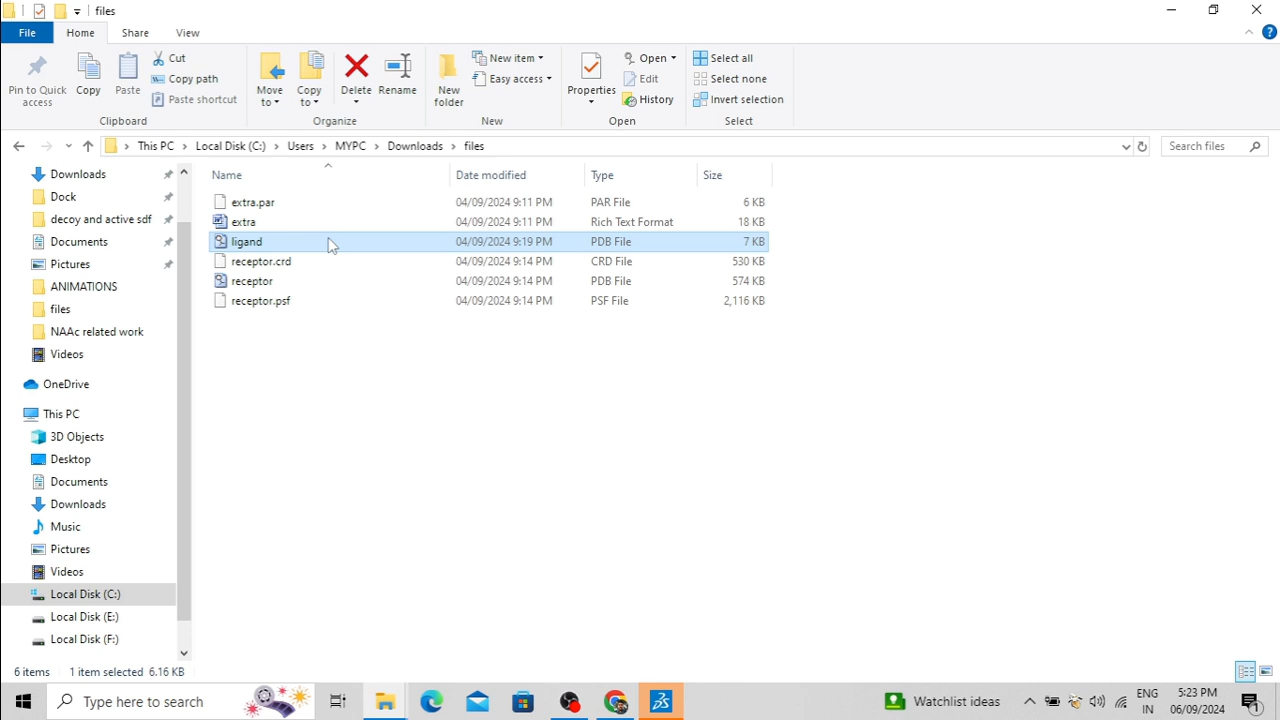 files
File Home Share View
Pin to Quick access
Copy
Paste
Cut
Copy path
Paste shortcut
Clipboard
Move to
Copy to
Delete
Rename
Organize
New folder
New item
Easy access
New
Properties
Open
Edit
History
Open
Select all
Select none
Invert selection
Select
This PC Local Disk (C:) Users MYPC Downloads files
Search files
Downloads
Dock
decoy and active sdf
Documents
Pictures
ANIMATIONS
files
NAAc related work
Videos
OneDrive
This PC
3D Objects
Desktop
Documents
Downloads
Music
Pictures
Videos
Local Disk (C:)
Local Disk (E:)
Local Disk (F:)
Name Date modified Type Size
extra.par 04/09/2024 9:11 PM PAR File 6 KB
extra 04/09/2024 9:11 PM Rich Text Format 18 KB
ligand 04/09/2024 9:19 PM PDB File 7 KB
receptor.crd 04/09/2024 9:14 PM CRD File 530 KB
receptor 04/09/2024 9:14 PM PDB File 574 KB
receptor.psf 04/09/2024 9:14 PM PSF File 2,116 KB
6 items 1 item selected 6.16 KB
Type here to search
Watchlist ideas
ENG
IN
5:23 PM
06/09/2024
1